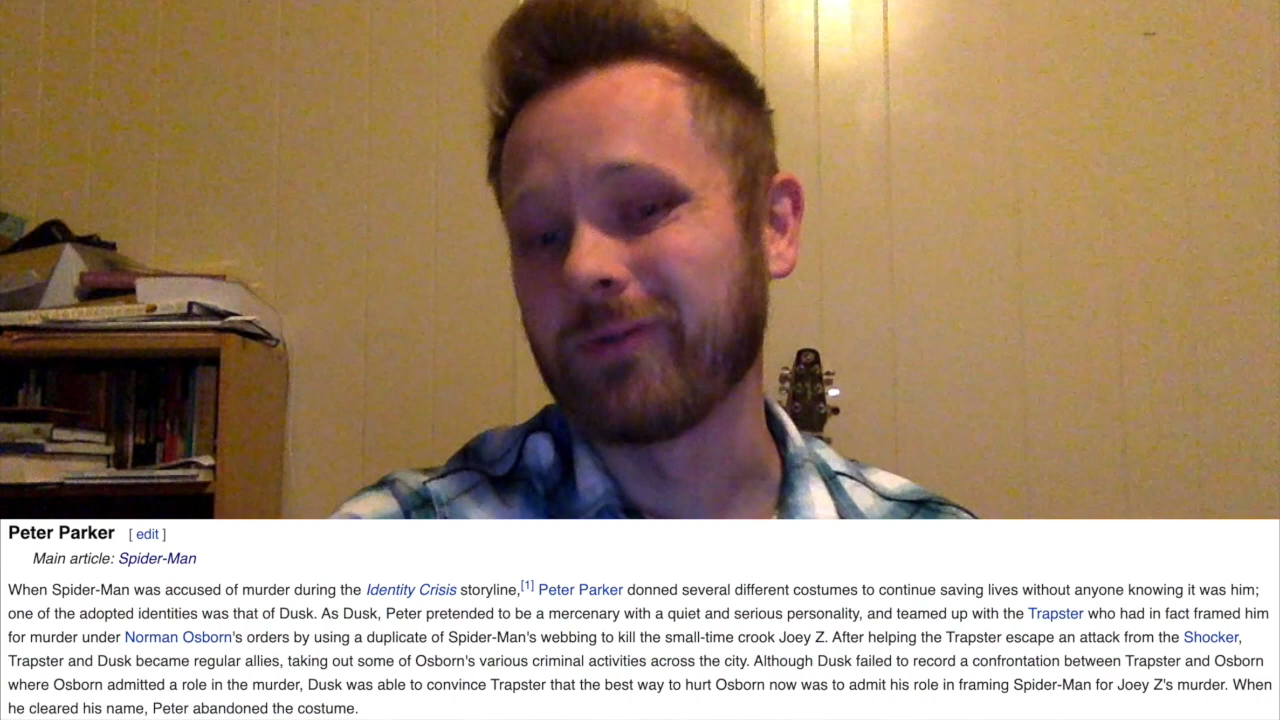 Peter Parker [ edit ]
Main article: Spider-Man
When Spider-Man was accused of murder during the Identity Crisis storyline,[1] Peter Parker donned several different costumes to continue saving lives without anyone knowing it was him;
one of the adopted identities was that of Dusk. As Dusk, Peter pretended to be a mercenary with a quiet and serious personality, and teamed up with the Trapster who had in fact framed him
for murder under Norman Osborn's orders by using a duplicate of Spider-Man's webbing to kill the small-time crook Joey Z. After helping the Trapster escape an attack from the Shocker,
Trapster and Dusk became regular allies, taking out some of Osborn's various criminal activities across the city. Although Dusk failed to record a confrontation between Trapster and Osborn
where Osborn admitted a role in the murder, Dusk was able to convince Trapster that the best way to hurt Osborn now was to admit his role in framing Spider-Man for Joey Z's murder. When
he cleared his name, Peter abandoned the costume.